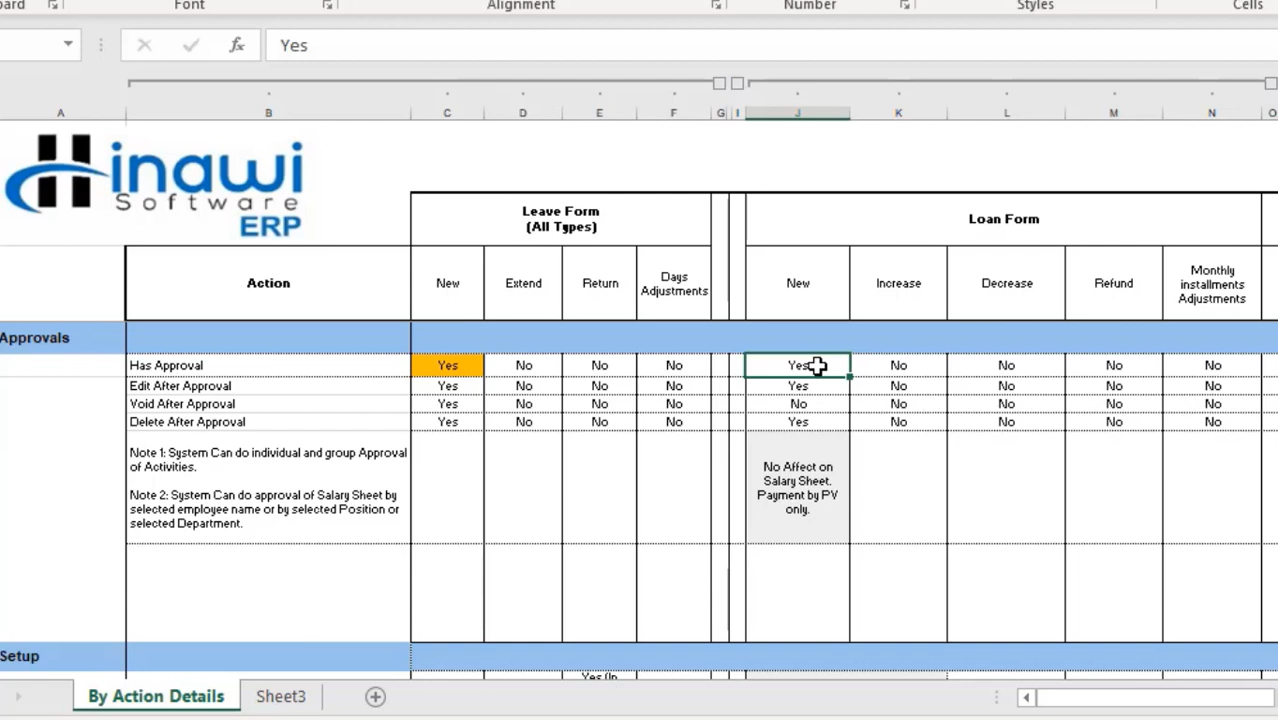 Font
Alignment
Number
Styles
Cells
Yes
A B C D E F G I J K L M N
Hinawi
Software
ERP
Leave Form
(All Types)
Loan Form
Action
New
Extend
Return
Days
Adjustments
New
Increase
Decrease
Refund
Monthly
installments
Adjustments
Approvals
Has Approval Yes No No No Yes No No No No
Edit After Approval Yes No No No Yes No No No No
Void After Approval Yes No No No No No No No No
Delete After Approval Yes No No No Yes No No No No
Note 1: System Can do individual and group Approval
of Activities.
Note 2: System Can do approval of Salary Sheet by
selected employee name or by selected Position or
selected Department.
No Affect on
Salary Sheet.
Payment by PV
only.
Setup
By Action Details
Sheet3